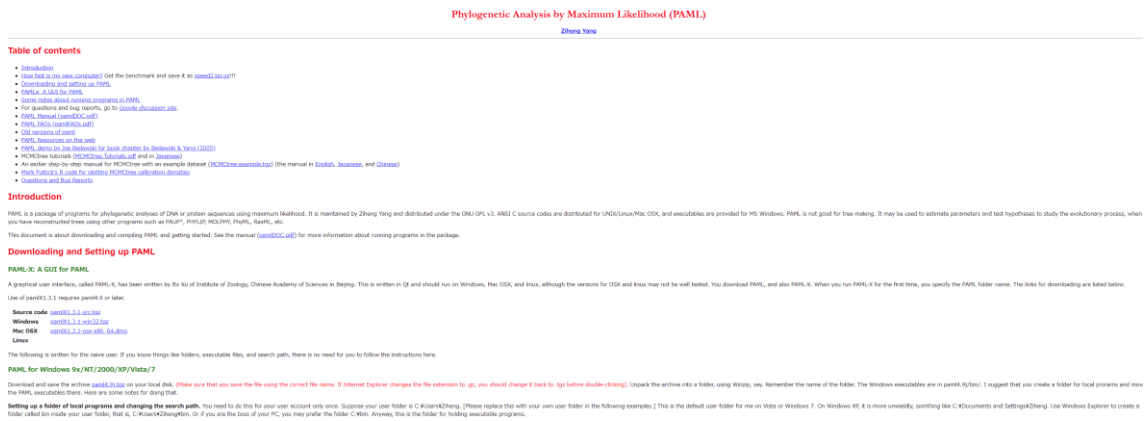 Phylogenetic Analysis by Maximum Likelihood (PAML)
Ziheng Yang
Table of contents
Introduction
How fast is my new computer? Get the benchmark and save it as speed2.be.gz!!!
Downloading and setting up PAML
PAMLx: A GUI for PAML
Some notes about running programs in PAML
For questions and bug reports, go to Google discussion site.
PAML Manual (pamlDOC.pdf)
PAML FAQs (pamlFAQs.pdf)
Old versions of paml
PAML Resources on the web
PAML demo by Joe Bielawski for book chapter by Bielawski & Yang (2005)
MCMCtree tutorials (MCMCtree.Tutorials.pdf and in Japanese)
An earlier step-by-step manual for MCMCtree with an example dataset (MCMCtree.example.tgz) (the manual in English, Japanese, and Chinese)
Mark Puttick's R code for plotting MCMCtree calibration densities
Questions and Bug Reports
Introduction
PAML is a package of programs for phylogenetic analyses of DNA or protein sequences using maximum likelihood. It is maintained by Ziheng Yang and distributed under the GNU GPL v3. ANSI C source codes are distributed for UNIX/Linux/Mac OSX, and executables are provided for MS Windows. PAML is not good for tree making. It may be used to estimate parameters and test hypotheses to study the evolutionary process, when
you have reconstructed trees using other programs such as PAUP*, PHYLIP, MOLPHY, PhyML, RaxML, etc.
This document is about downloading and compiling PAML and getting started. See the manual (pamlDOC.pdf) for more information about running programs in the package.
Downloading and Setting up PAML
PAML-X: A GUI for PAML
A graphical user interface, called PAML-X, has been written by Bo Xu of Institute of Zoology, Chinese Academy of Sciences in Beijing. This is written in Qt and should run on Windows, Mac OSX, and linux, although the versions for OSX and linux may not be well tested. You download PAML, and also PAML-X. When you run PAML-X for the first time, you specify the PAML folder name. The links for downloading are listed below.
Use of pamlX1.3.1 requires paml4.9 or later.
Source code pamlX1.3.1-src.tgz
Windows pamlX1.3.1-win32.tgz
Mac OSX pamlX1.3.1-osx-x86_64.dmg
Linux
The following is written for the naive user. If you know things like folders, executable files, and search path, there is no need for you to follow the instructions here.
PAML for Windows 9x/NT/2000/XP/Vista/7
Download and save the archive paml4.9j.tgz on your local disk. (Make sure that you save the file using the correct file name. If Internet Explorer changes the file extension to .gz, you should change it back to .tgz before double-clicking). Unpack the archive into a folder, using Winzip, say. Remember the name of the folder. The Windows executables are in paml4.9j/bin/. I suggest that you create a folder for local prorams and move
the PAML executables there. Here are some notes for doing that.
Setting up a folder of local programs and changing the search path. You need to do this for your user account only once. Suppose your user folder is C:¥Users¥Ziheng. [Please replace this with your own user folder in the following examples.] This is the default user folder for me on Vista or Windows 7. On Windows XP, it is more unweildly, somthing like C:¥Documents and Settings¥Ziheng. Use Windows Explorer to create a
folder called bin inside your user folder, that is, C:¥Users¥Ziheng¥bin. Or if you are the boss of your PC, you may prefer the folder C:¥bin. Anyway, this is the folder for holding executable programs.